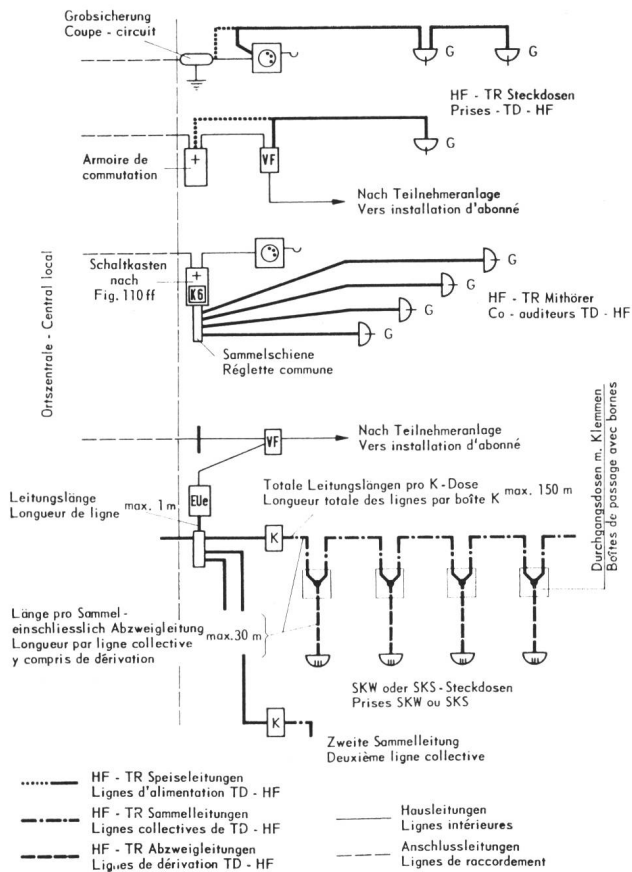 Grobsicherung
Coupe - circuit
G
G
HF - TR Steckdosen
Prises - TD - HF
+
VF
G
Armoire de
commutation
Nach Teilnehmeranlage
Vers installation d'abonné
Ortszentrale - Central local
Schaltkasten
nach
Fig. 110ff
+
K6
G
G
G
G
HF - TR Mithörer
Co - auditeurs TD - HF
Sammelschiene
Réglette commune
VF
Nach Teilnehmeranlage
Vers installation d'abonné
Leitungslänge
Longueur de ligne
max. 1m
EUe
Totale Leitungslängen pro K - Dose
Longueur totale des lignes par boîte K
max. 150 m
K
Durchgangsdosen m. Klemmen
Boîtes de passage avec bornes
Länge pro Sammel -
einschliesslich Abzweigleitung
Longueur par ligne collective
y compris de dérivation
max.30 m
SKW oder SKS - Steckdosen
Prises SKW ou SKS
K
Zweite Sammelleitung
Deuxième ligne collective
HF - TR Speiseleitungen
Lignes d'alimentation TD - HF
HF - TR Sammelleitungen
Lignes collectives de TD - HF
HF - TR Abzweigleitungen
Lignes de dérivation TD - HF
Hausleitungen
Lignes intérieures
Anschlussleitungen
Lignes de raccordement